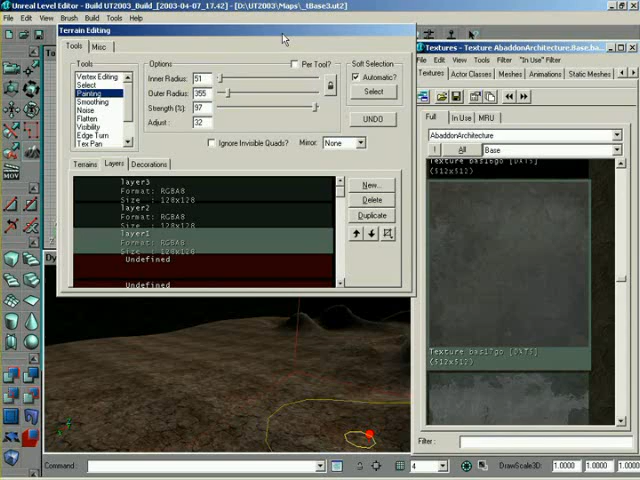 Unreal Level Editor - Build UT2003_Build_[2003-04-07_17.42] - [D:\UT2003\Maps\_tBase3.ut2]
File Edit View Brush Build Tools Help
Terrain Editing
Tools Misc
Tools
Vertex Editing
Select
Painting
Smoothing
Noise
Flatten
Visibility
Edge Turn
Tex Pan
Options
Per Tool?
Inner Radius: 51
Outer Radius: 355
Strength (%): 97
Adjust: 32
Soft Selection
Automatic?
Select
UNDO
Ignore Invisible Quads?
Mirror: None
Terrains Layers Decorations
layer3
Format: RGBA8
Size : 128x128
layer2
Format: RGBA8
Size : 128x128
layer1
Format: RGBA8
Size : 128x128
Undefined
Undefined
New...
Delete
Duplicate
MOV
Textures - Texture AbaddonArchitecture.Base.ba
File View Edit Tools "In Use" Filter
Textures Actor Classes Meshes Animations Static Meshes
Full In Use MRU
AbaddonArchitecture
! All Base
(512x512)
Texture bas17go [DXT5]
(512x512)
Filter :
Command:
4
DrawScale3D: 1.0000 1.0000 1.0000